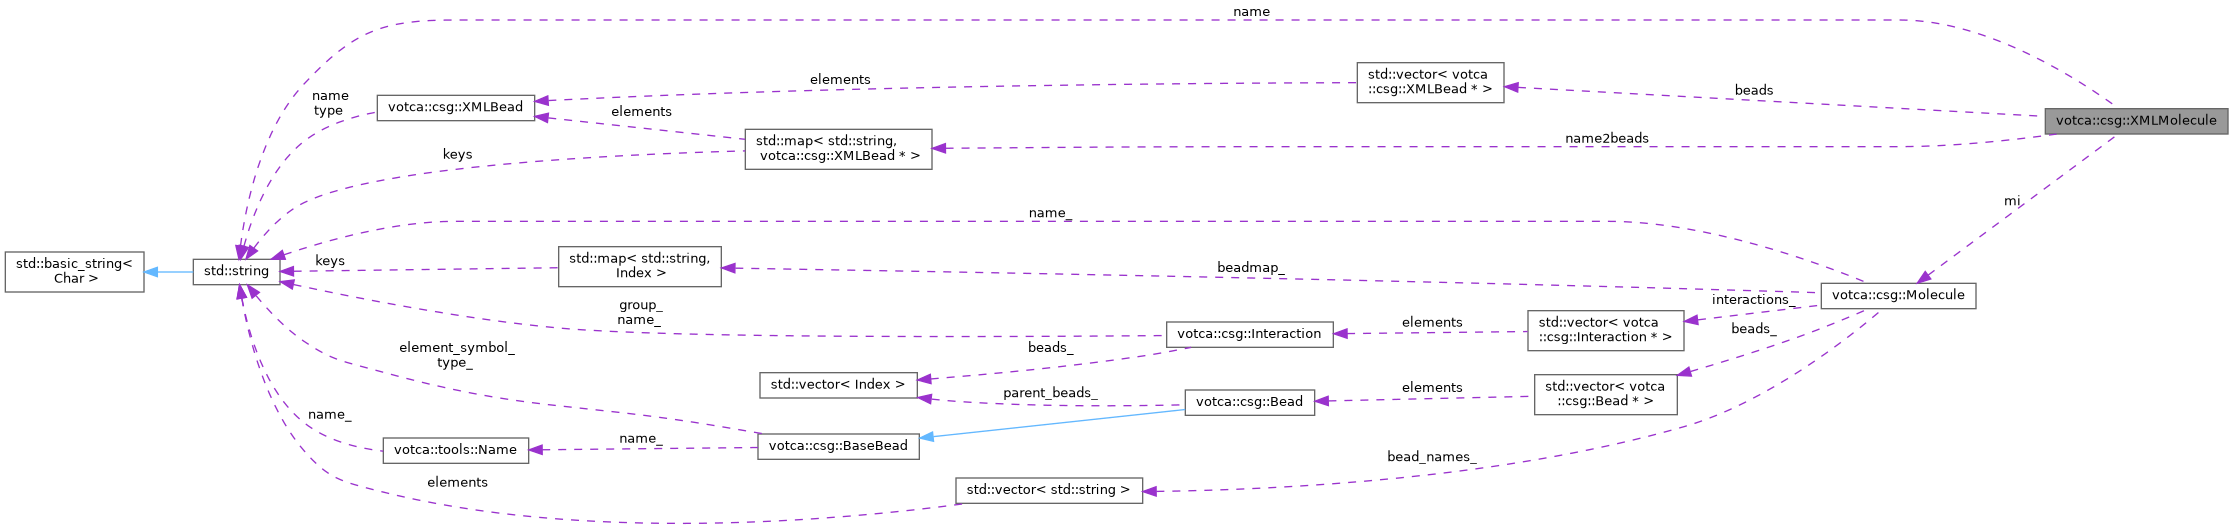 name
std::vector< votca
::csg::XMLBead * >
elements
beads
name
type
votca::csg::XMLBead
elements
votca::csg::XMLMolecule
std::map< std::string,
votca::csg::XMLBead * >
name2beads
keys
mi
name_
std::basic_string<
Char >
std::string
keys
std::map< std::string,
Index >
beadmap_
votca::csg::Molecule
group_
name_
interactions_
votca::csg::Interaction
elements
std::vector< votca
::csg::Interaction * >
beads_
element_symbol_
type_
beads_
std::vector< Index >
parent_beads_
votca::csg::Bead
elements
std::vector< votca
::csg::Bead * >
name_
votca::tools::Name
name_
votca::csg::BaseBead
bead_names_
elements
std::vector< std::string >